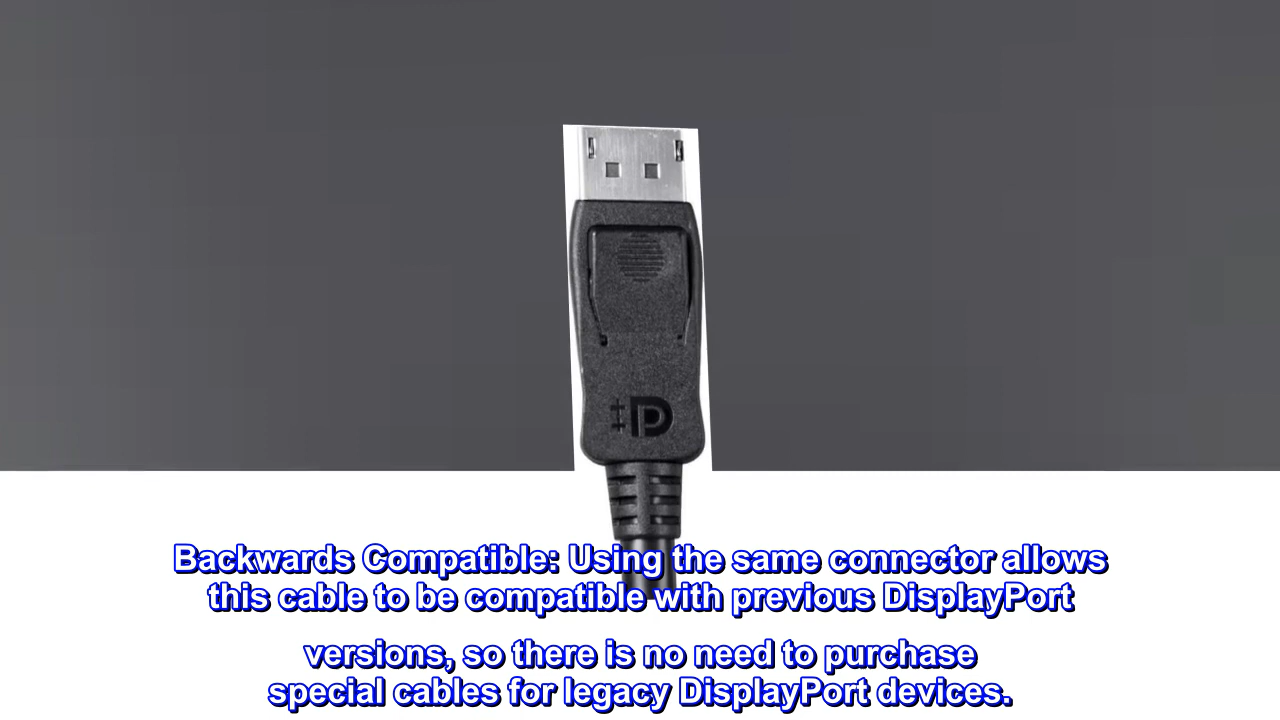 Backwards Compatible: Using the same connector allows
this cable to be compatible with previous DisplayPort
versions, so there is no need to purchase
special cables for legacy DisplayPort devices.